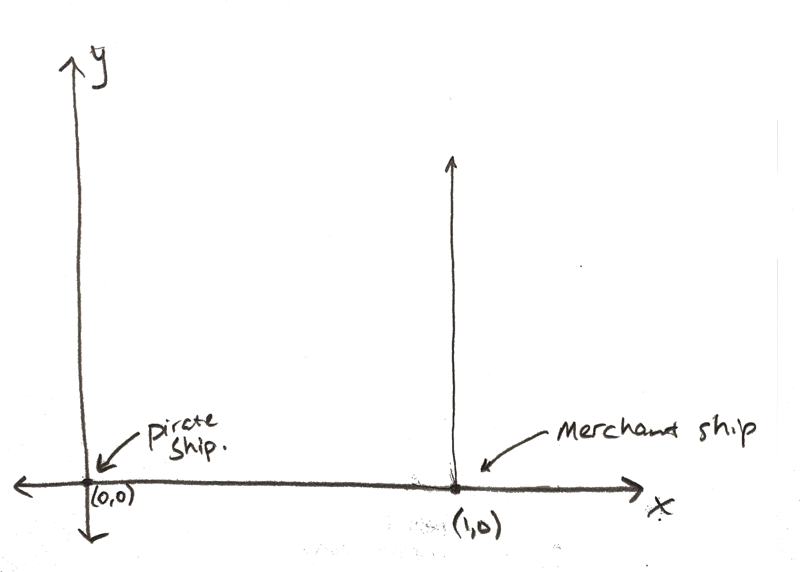 y
pirate
ship.
Merchant ship
(0,0)
x
(1,0)